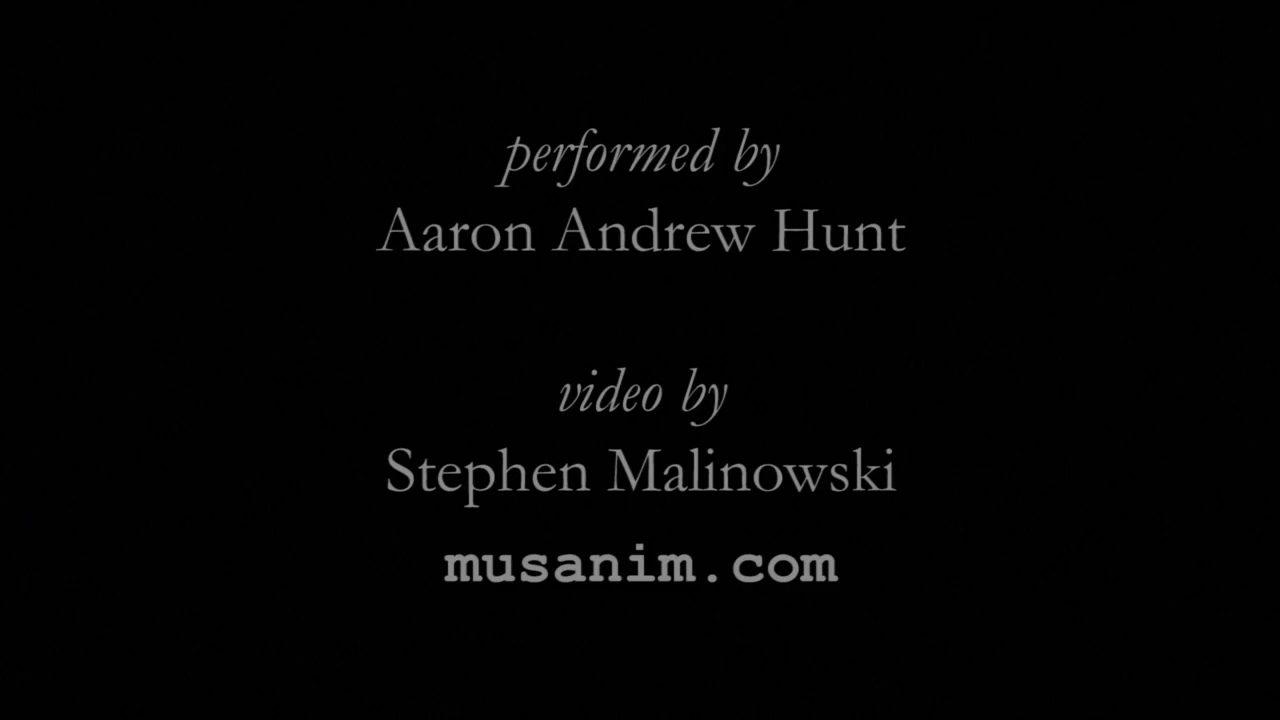 performed by
Aaron Andrew Hunt
video by
Stephen Malinowski
musanim.com